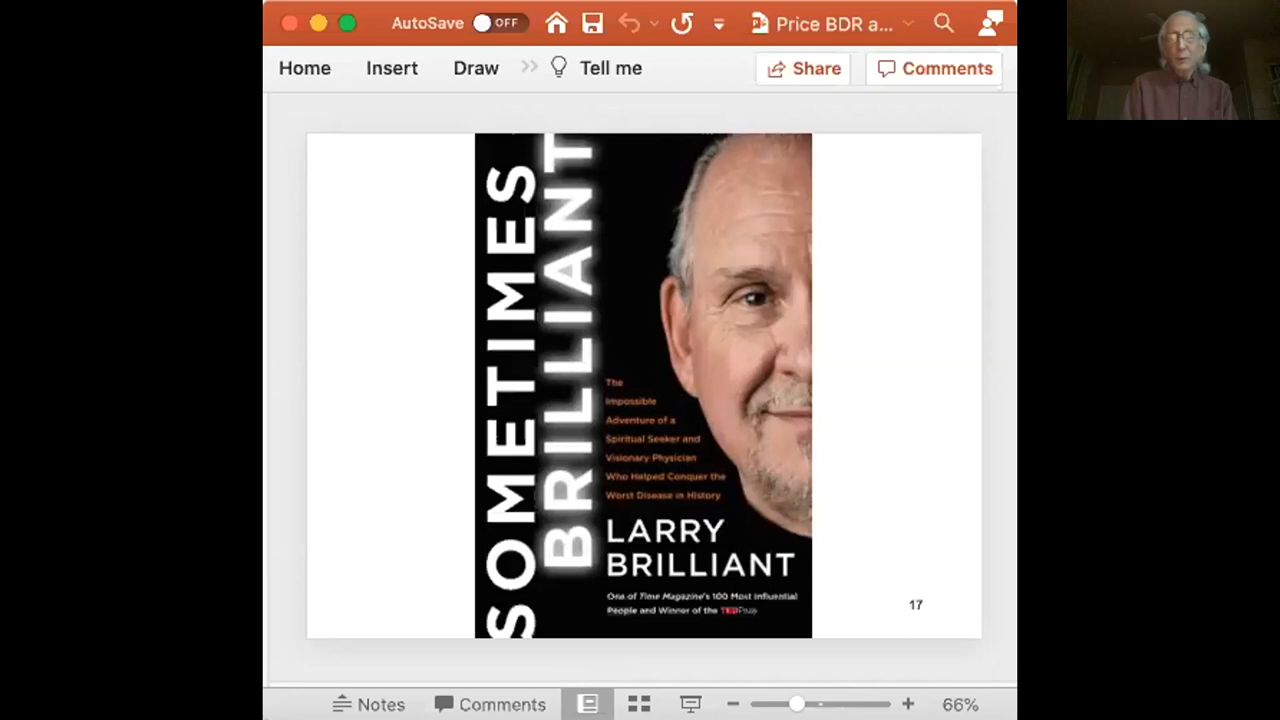 AutoSave OFF Price BDR a...
Home Insert Draw Tell me Share Comments
SOMETIMES
BRILLIANT
The
Impossible
Adventure of a
Spiritual Seeker and
Visionary Physician
Who Helped Conquer the
Worst Disease in History
LARRY
BRILLIANT
One of Time Magazine's 100 Most Influential
People and Winner of the TEDPrize
17
Notes Comments 66%